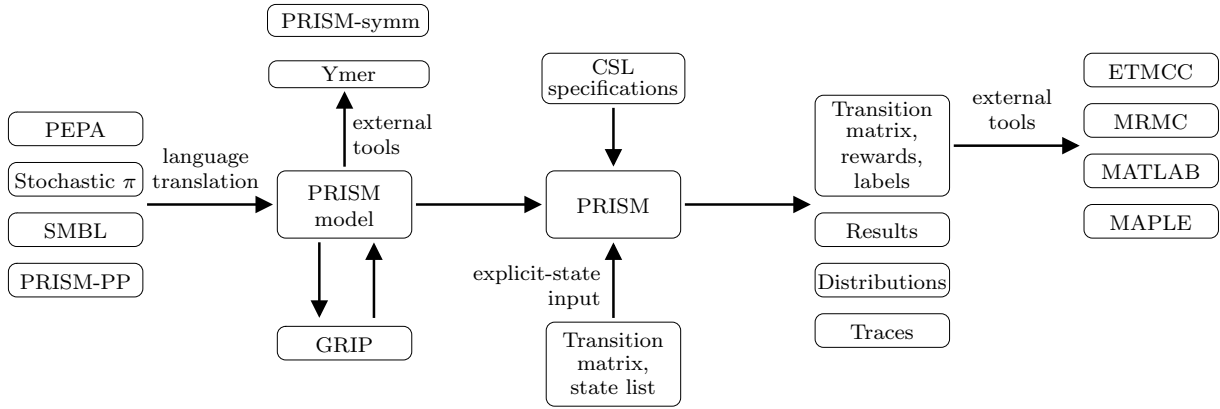 PRISM-symm
Ymer
external
tools
PEPA
Stochastic π
SMBL
PRISM-PP
language
translation
PRISM
model
GRIP
CSL
specifications
PRISM
explicit-state
input
Transition
matrix,
state list
Transition
matrix,
rewards,
labels
Results
Distributions
Traces
external
tools
ETMCC
MRMC
MATLAB
MAPLE